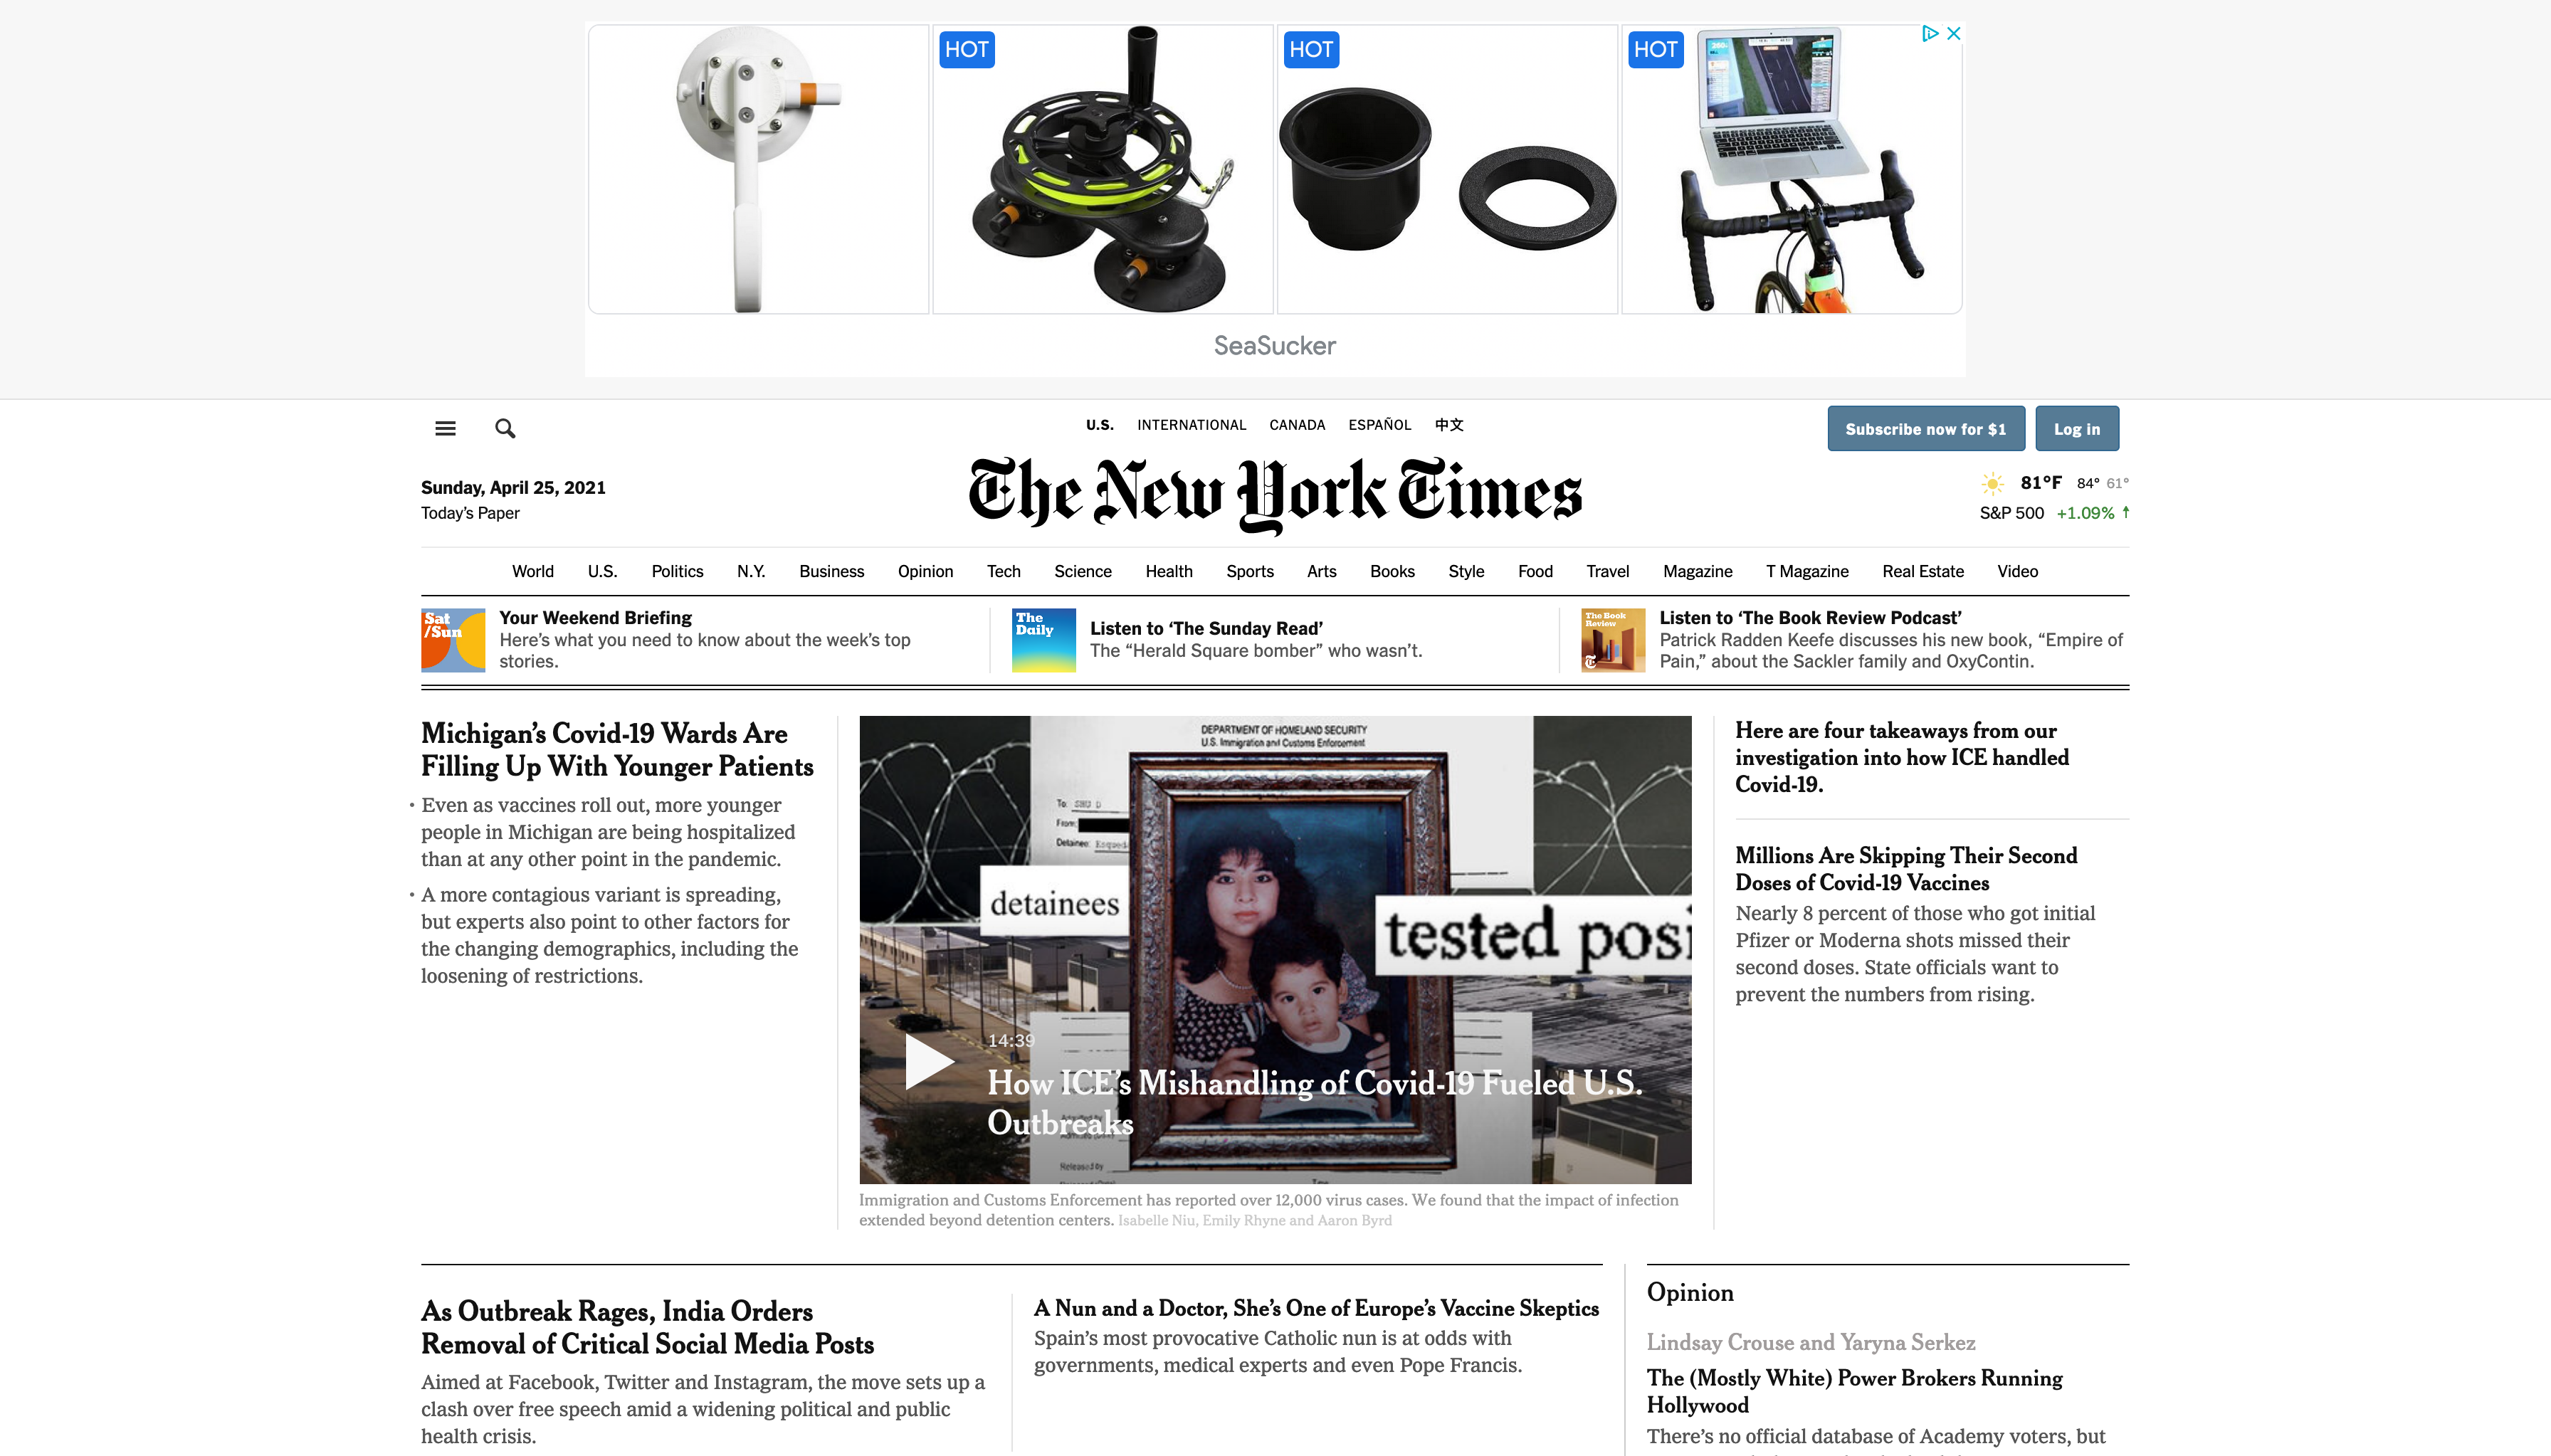 HOT
HOT
HOT
SeaSucker
U.S. INTERNATIONAL CANADA ESPAÑOL 中文
Subscribe now for $1
Log in
Sunday, April 25, 2021
Today's Paper
The New York Times
81°F 84° 61°
S&P 500 +1.09% ↑
World U.S. Politics N.Y. Business Opinion Tech Science Health Sports Arts Books Style Food Travel Magazine T Magazine Real Estate Video
Sat
/Sun
Your Weekend Briefing
Here's what you need to know about the week's top
stories.
The
Daily
Listen to ‘The Sunday Read’
The “Herald Square bomber” who wasn't.
The Book
Review
Listen to ‘The Book Review Podcast’
Patrick Radden Keefe discusses his new book, “Empire of
Pain,” about the Sackler family and OxyContin.
Michigan's Covid-19 Wards Are
Filling Up With Younger Patients
• Even as vaccines roll out, more younger
people in Michigan are being hospitalized
than at any other point in the pandemic.
• A more contagious variant is spreading,
but experts also point to other factors for
the changing demographics, including the
loosening of restrictions.
DEPARTMENT OF HOMELAND SECURITY
U.S. Immigration and Customs Enforcement
To: SHU D
From:
Detainee:
detainees
tested posi
14:39
How ICE's Mishandling of Covid-19 Fueled U.S.
Outbreaks
Released by
Immigration and Customs Enforcement has reported over 12,000 virus cases. We found that the impact of infection
extended beyond detention centers. Isabelle Niu, Emily Rhyne and Aaron Byrd
Here are four takeaways from our
investigation into how ICE handled
Covid-19.
Millions Are Skipping Their Second
Doses of Covid-19 Vaccines
Nearly 8 percent of those who got initial
Pfizer or Moderna shots missed their
second doses. State officials want to
prevent the numbers from rising.
As Outbreak Rages, India Orders
Removal of Critical Social Media Posts
Aimed at Facebook, Twitter and Instagram, the move sets up a
clash over free speech amid a widening political and public
health crisis.
A Nun and a Doctor, She's One of Europe's Vaccine Skeptics
Spain's most provocative Catholic nun is at odds with
governments, medical experts and even Pope Francis.
Opinion
Lindsay Crouse and Yaryna Serkez
The (Mostly White) Power Brokers Running
Hollywood
There's no official database of Academy voters, but